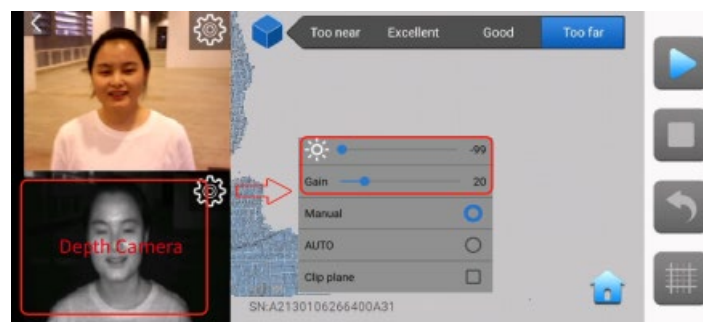 Too near Excellent Good Too far
-99
Gain 20
Manual
AUTO
Depth Camera
Clip plane
SN:A2130106266400A31